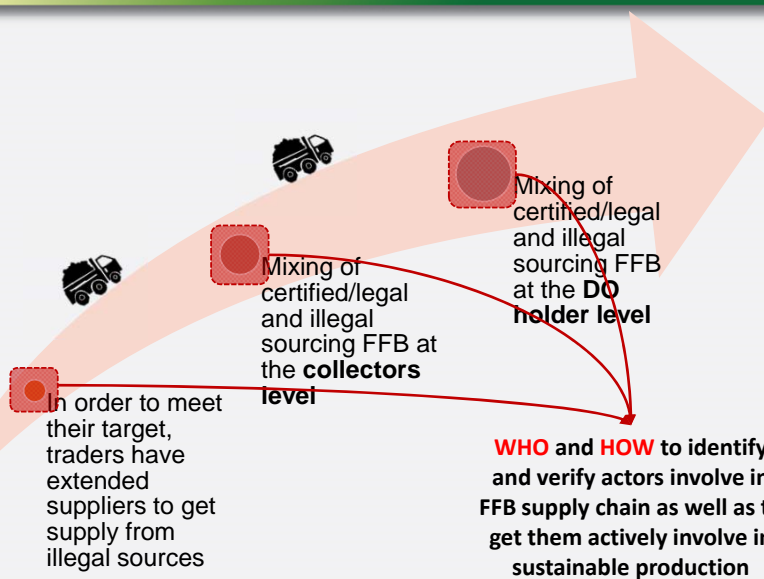 Mixing of
certified/legal
and illegal
sourcing FFB
at the DO
holder level
Mixing of
certified/legal
and illegal
sourcing FFB at
the collectors
level
In order to meet
their target,
traders have
extended
suppliers to get
supply from
illegal sources
WHO and HOW to identify
and verify actors involve in
FFB supply chain as well as t
get them actively involve in
sustainable production